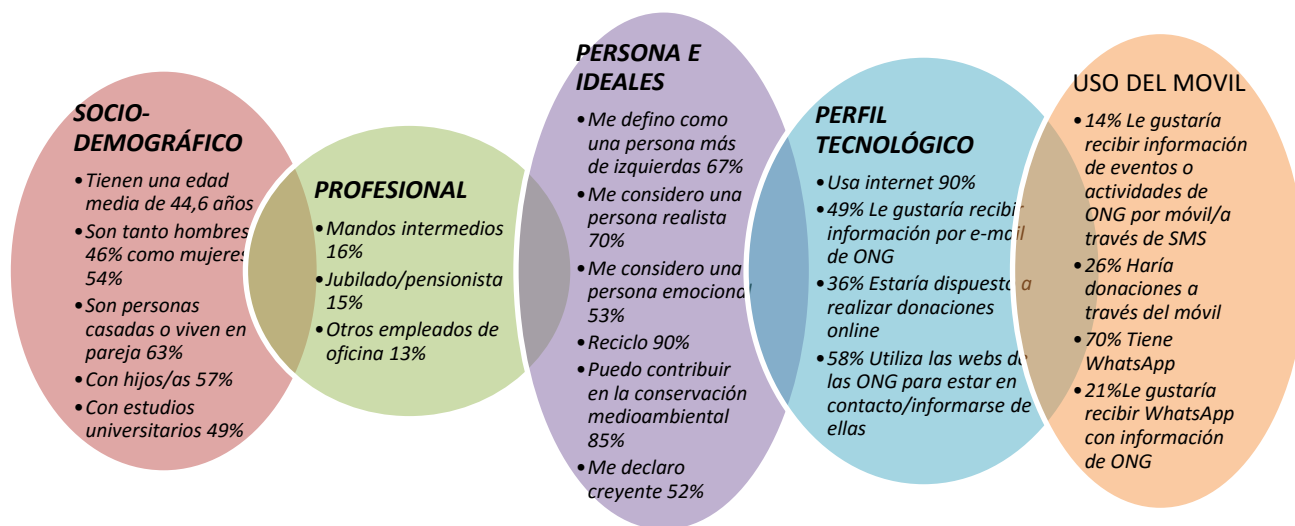 SOCIO-
DEMOGRÁFICO
•Tienen una edad
media de 44,6 años
•Son tanto hombres
46% como mujeres
54%
•Son personas
casadas o viven en
pareja 63%
•Con hijos/as 57%
•Con estudios
universitarios 49%
PROFESIONAL
•Mandos intermedios
16%
•Jubilado/pensionista
15%
•Otros empleados de
oficina 13%
PERSONA E
IDEALES
•Me defino como
una persona más
de izquierdas 67%
•Me considero una
persona realista
70%
•Me considero una
persona emocional
53%
•Reciclo 90%
•Puedo contribuir
en la conservación
medioambiental
85%
•Me declaro
creyente 52%
PERFIL
TECNOLÓGICO
•Usa internet 90%
•49% Le gustaría recibir
información por e-mail
de ONG
•36% Estaría dispuesto a
realizar donaciones
online
•58% Utiliza las webs de
las ONG para estar en
contacto/informarse de
ellas
USO DEL MOVIL
•14% Le gustaría
recibir información
de eventos o
actividades de
ONG por móvil/a
través de SMS
•26% Haría
donaciones a
través del móvil
•70% Tiene
WhatsApp
•21%Le gustaría
recibir WhatsApp
con información
de ONG